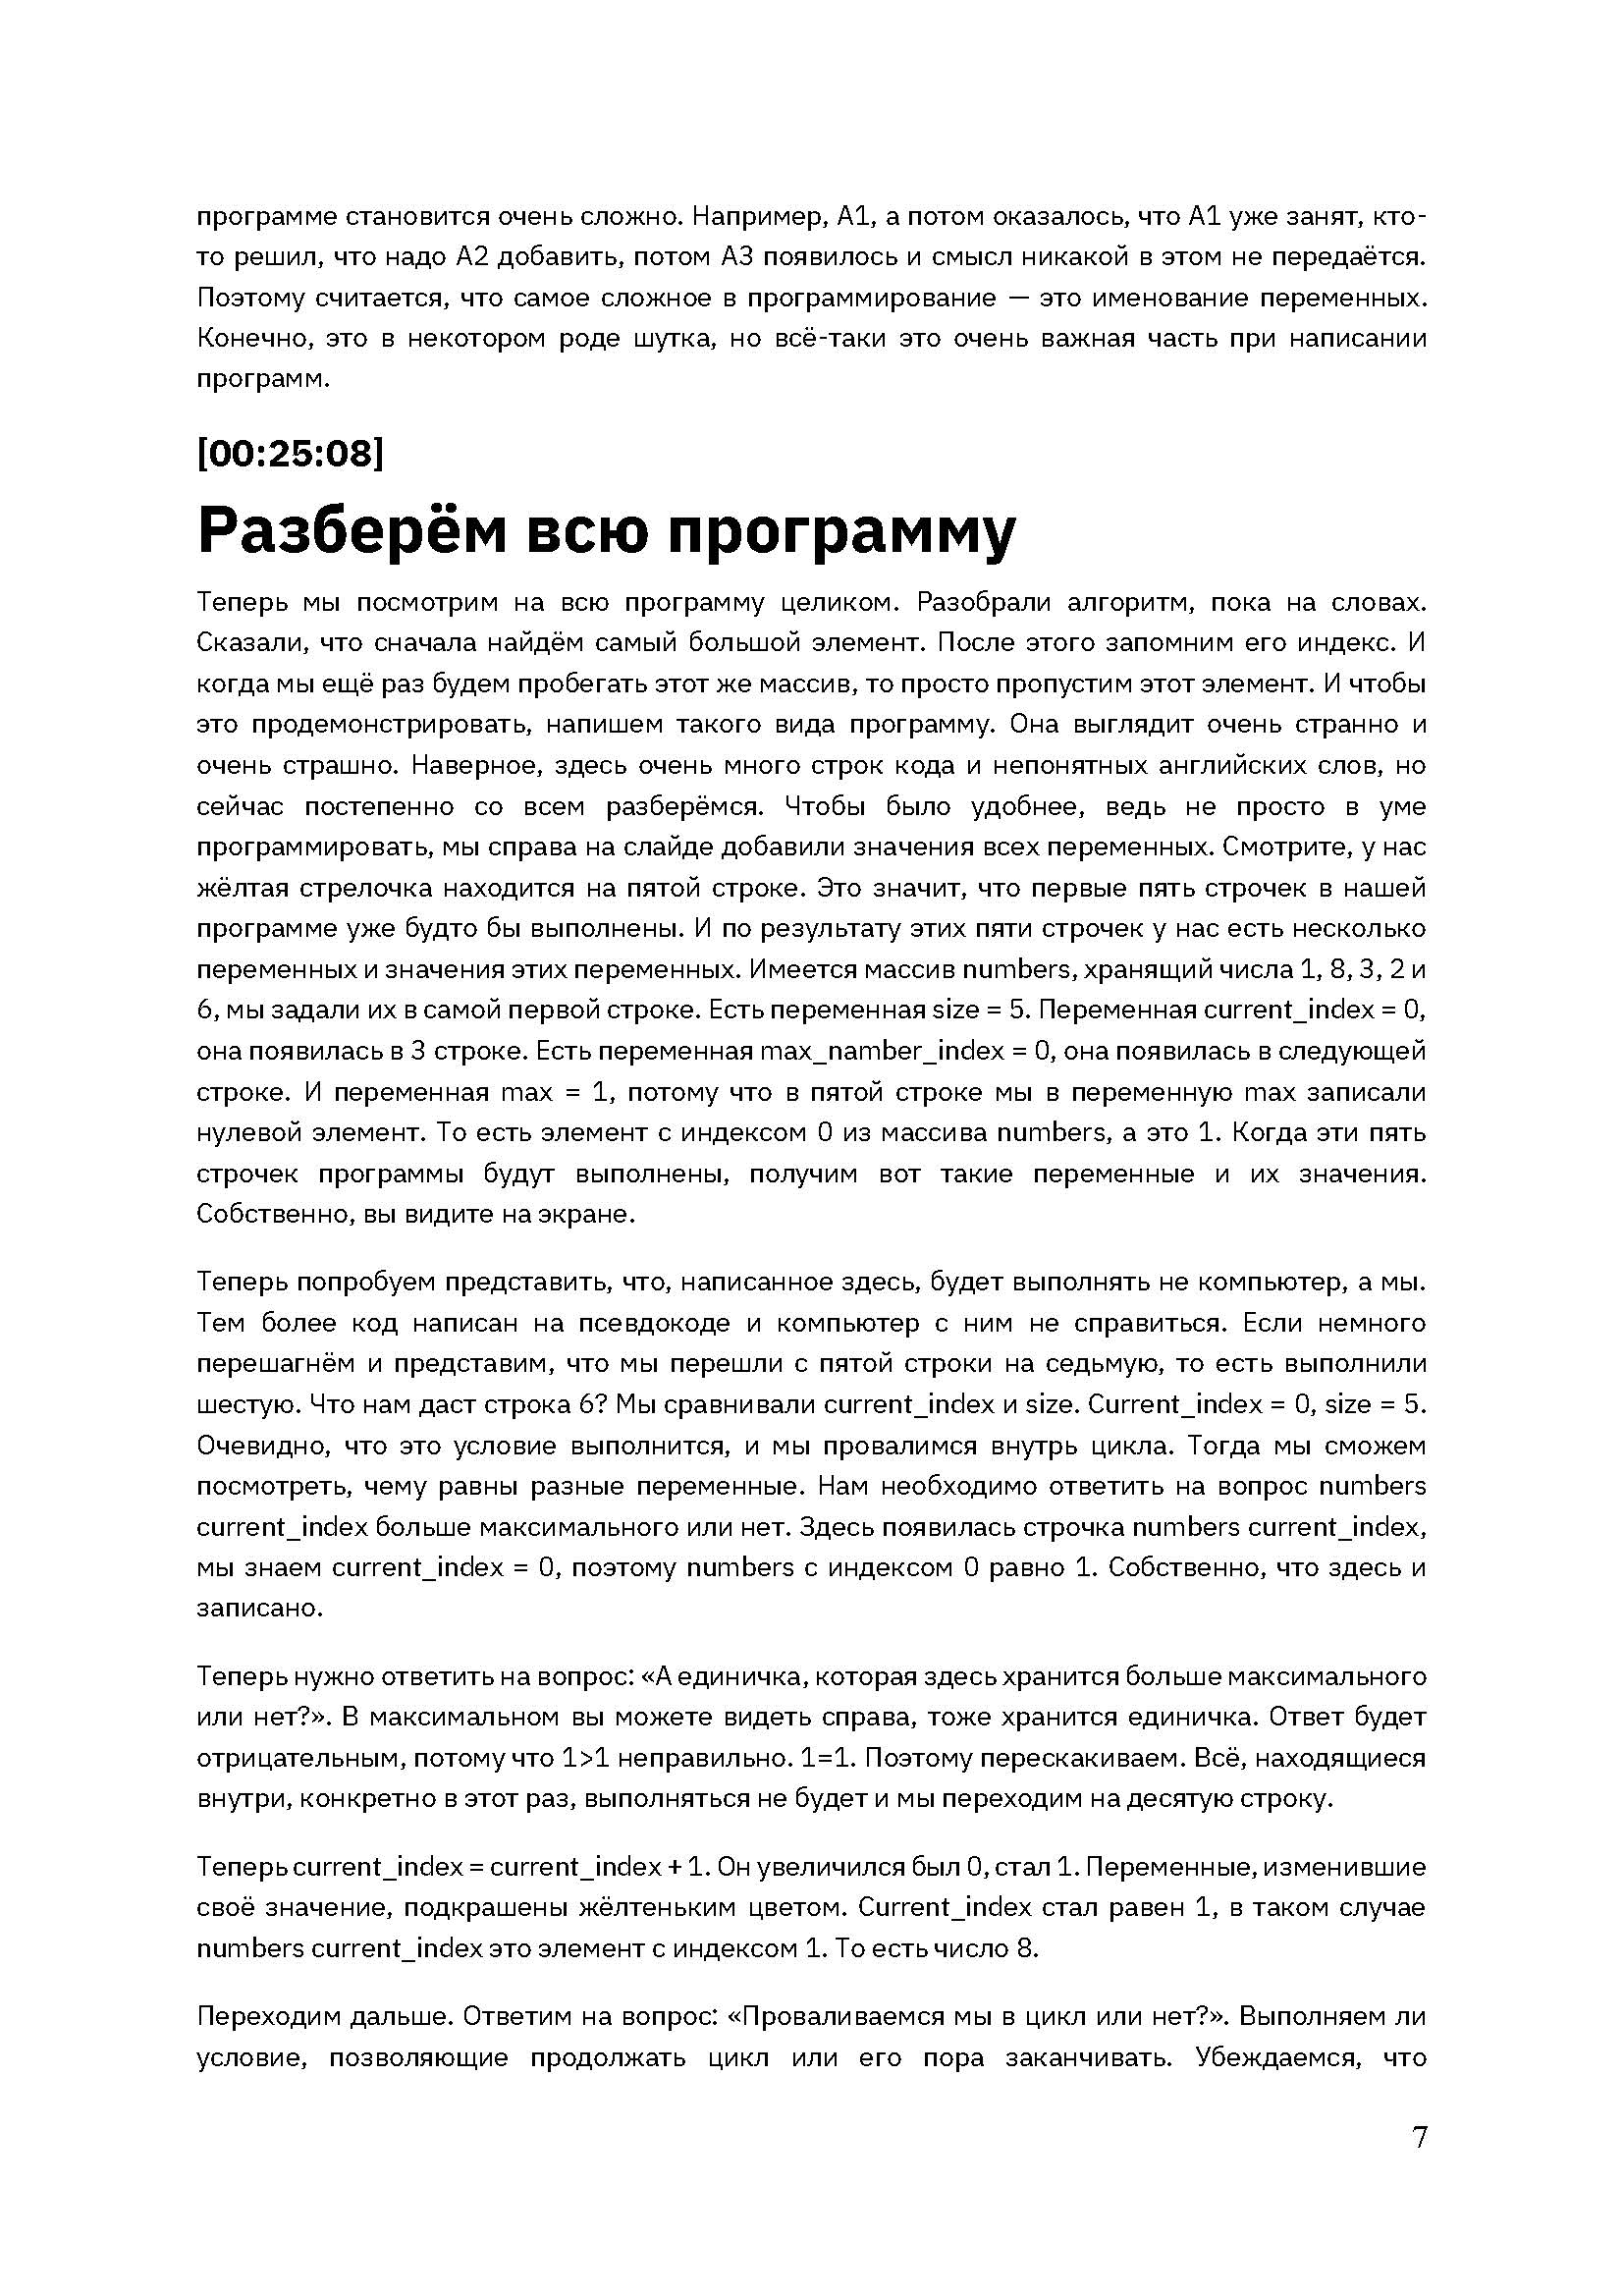 программе становится очень сложно. Например, А1, а потом оказалось, что А1 уже занят, кто-
то решил, что надо А2 добавить, потом А3 появилось и смысл никакой в этом не передаётся.
Поэтому считается, что самое сложное в программирование — это именование переменных.
Конечно, это в некотором роде шутка, но всё-таки это очень важная часть при написании
программ.
[00:25:08]
Разберём всю программу
Теперь мы посмотрим на всю программу целиком. Разобрали алгоритм, пока на словах.
Сказали, что сначала найдём самый большой элемент. После этого запомним его индекс. И
когда мы ещё раз будем пробегать этот же массив, то просто пропустим этот элемент. И чтобы
это продемонстрировать, напишем такого вида программу. Она выглядит очень странно и
очень страшно. Наверное, здесь очень много строк кода и непонятных английских слов, но
сейчас постепенно со всем разберёмся. Чтобы было удобнее, ведь не просто в уме
программировать, мы справа на слайде добавили значения всех переменных. Смотрите, у нас
жёлтая стрелочка находится на пятой строке. Это значит, что первые пять строчек в нашей
программе уже будто бы выполнены. И по результату этих пяти строчек у нас есть несколько
переменных и значения этих переменных. Имеется массив numbers, хранящий числа 1, 8, 3, 2 и
6, мы задали их в самой первой строке. Есть переменная size = 5. Переменная current_index = 0,
она появилась в 3 строке. Есть переменная max_namber_index = 0, она появилась в следующей
строке. И переменная max = 1, потому что в пятой строке мы в переменную max записали
нулевой элемент. То есть элемент с индексом 0 из массива numbers, а это 1. Когда эти пять
строчек программы будут выполнены, получим вот такие переменные и их значения.
Собственно, вы видите на экране.
Теперь попробуем представить, что, написанное здесь, будет выполнять не компьютер, а мы.
Тем более код написан на псевдокоде и компьютер с ним не справиться. Если немного
перешагнём и представим, что мы перешли с пятой строки на седьмую, то есть выполнили
шестую. Что нам даст строка 6? Мы сравнивали current_index и size. Current_index = 0, size = 5.
Очевидно, что это условие выполнится, и мы провалимся внутрь цикла. Тогда мы сможем
посмотреть, чему равны разные переменные. Нам необходимо ответить на вопрос numbers
current_index больше максимального или нет. Здесь появилась строчка numbers current_index,
мы знаем current_index = 0, поэтому numbers с индексом 0 равно 1. Собственно, что здесь и
записано.
Теперь нужно ответить на вопрос: «А единичка, которая здесь хранится больше максимального
или нет?». В максимальном вы можете видеть справа, тоже хранится единичка. Ответ будет
отрицательным, потому что 1>1 неправильно. 1=1. Поэтому перескакиваем. Всё, находящиеся
внутри, конкретно в этот раз, выполняться не будет и мы переходим на десятую строку.
Теперь current_index = current_index + 1. Он увеличился был 0, стал 1. Переменные, изменившие
своё значение, подкрашены жёлтеньким цветом. Current_index стал равен 1, в таком случае
numbers current_index это элемент с индексом 1. То есть число 8.
Переходим дальше. Ответим на вопрос: «Проваливаемся мы в цикл или нет?». Выполняем ли
условие, позволяющие продолжать цикл или его пора заканчивать. Убеждаемся, что
7